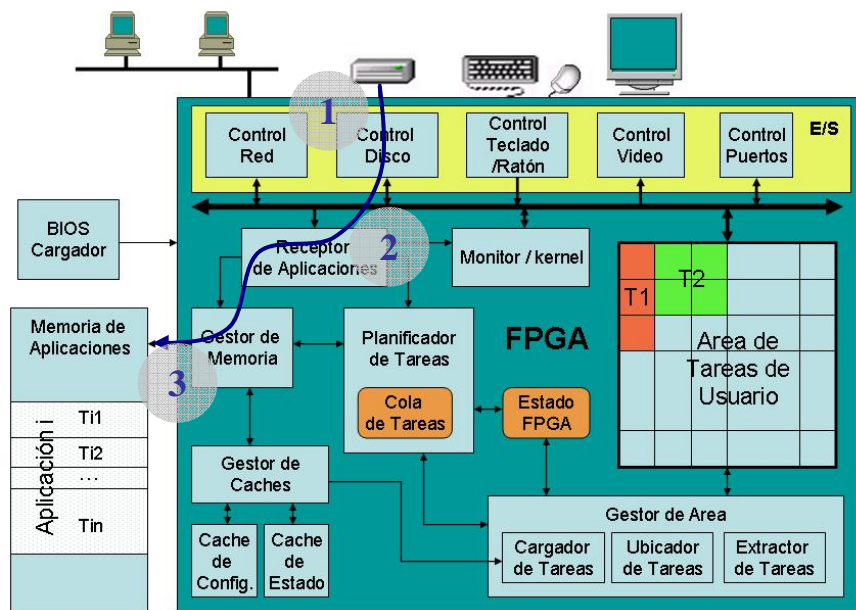 1
Control
Red
Control
Disco
Control
Teclado
/Ratón
Control
Video
Control
Puertos
E/S
BIOS
Cargador
Receptor
de Aplicaciones
2
Monitor / kernel
T1
T2
Area de
Tareas de
Usuario
Memoria de
Aplicaciones
3
Gestor de
Memoria
Planificador
de Tareas
FPGA
Cola
de Tareas
Estado
FPGA
Aplicación i
Ti1
Ti2
...
Tin
Gestor de
Caches
Cache
de
Config.
Cache
de
Estado
Gestor de Area
Cargador
de Tareas
Ubicador
de Tareas
Extractor
de Tareas